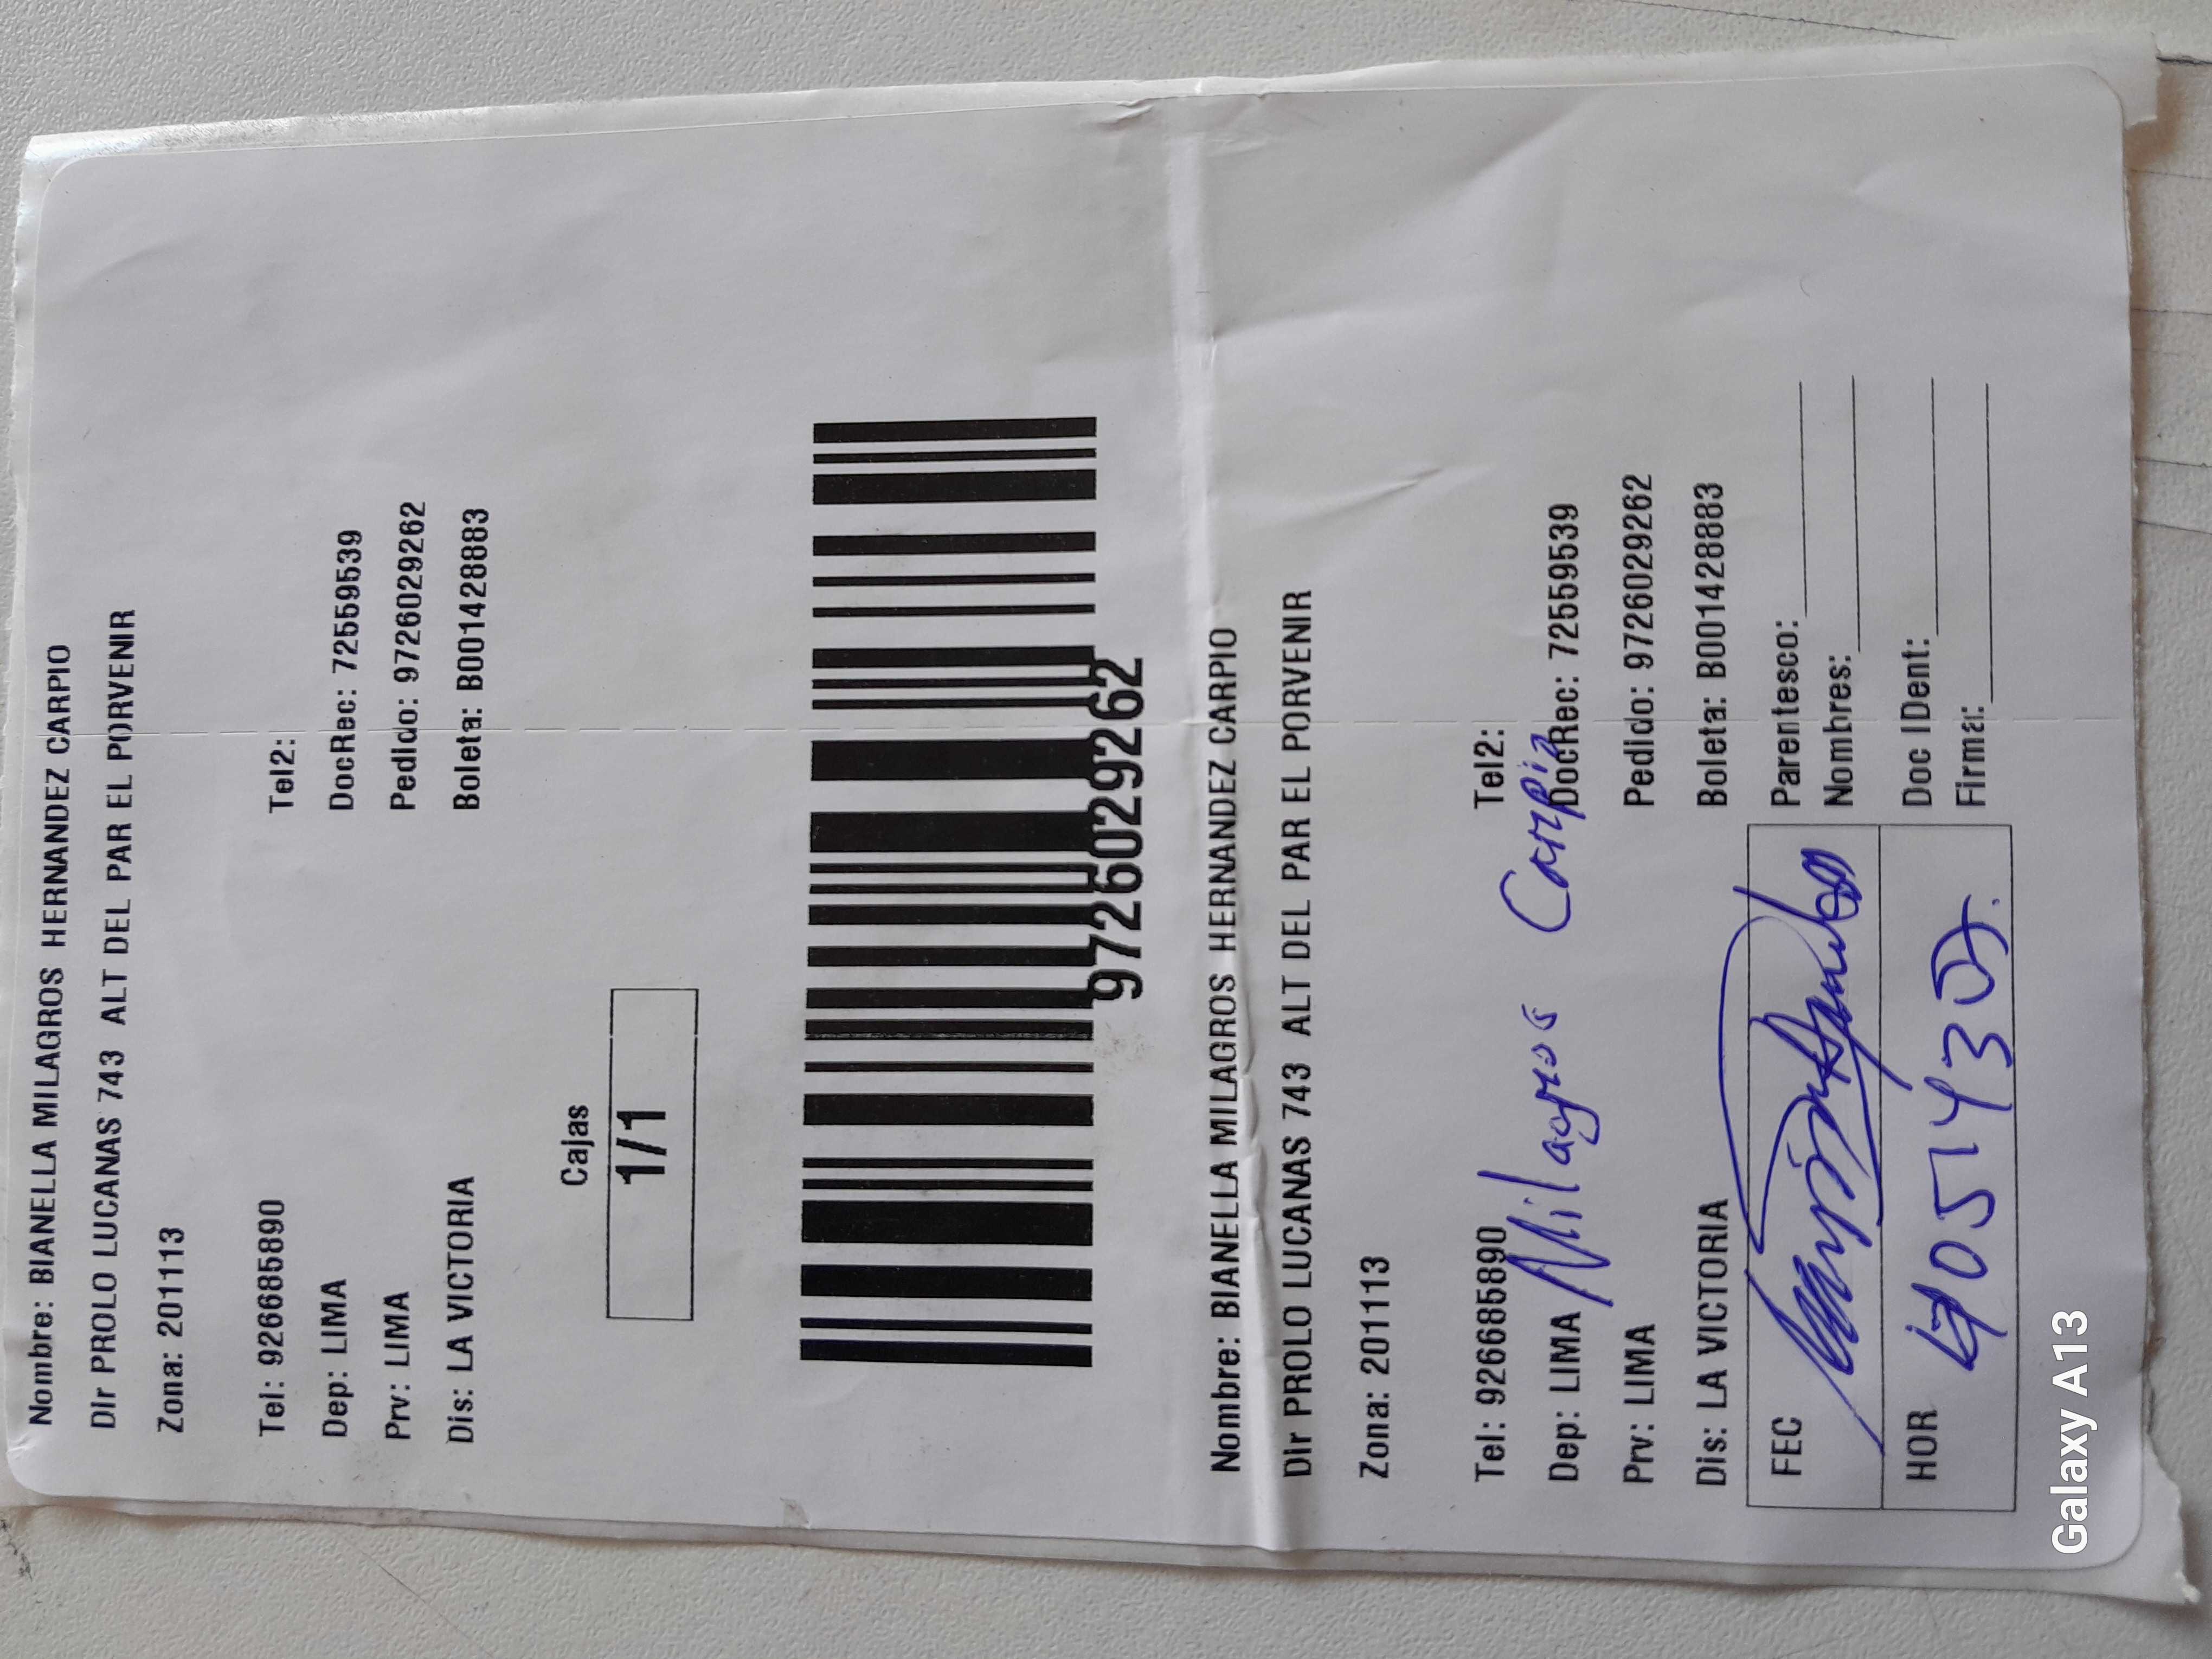 Nombre: BIANELLA MILAGROS HERNANDEZ CARPIO
Dir PROLO LUCANAS 743 ALT DEL PAR EL PORVENIR
Zona: 201113
Tel: 926685890 Tel2:
Dep: LIMA DocRec: 72559539
Prv: LIMA Pedido: 9726029262
Dis: LA VICTORIA Boleta: B001428883
Cajas
1/1
9726029262
Nombre: BIANELLA MILAGROS HERNANDEZ CARPIO
Dir PROLO LUCANAS 743 ALT DEL PAR EL PORVENIR
Zona: 201113
Tel: 926685890 Tel2:
Milagros Carpio
Dep: LIMA DocRec: 72559539
Prv: LIMA Pedido: 9726029262
Dis: LA VICTORIA Boleta: B001428883
FEC Parentesco:
Nombres:
HOR Doc IDent:
Firma:
Galaxy A13